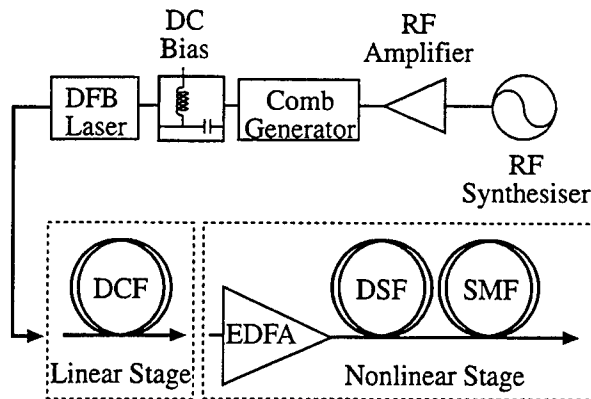 DC
Bias
RF
Amplifier
DFB
Laser
Comb
Generator
RF
Synthesiser
DCF
DSF
SMF
EDFA
Linear Stage
Nonlinear Stage